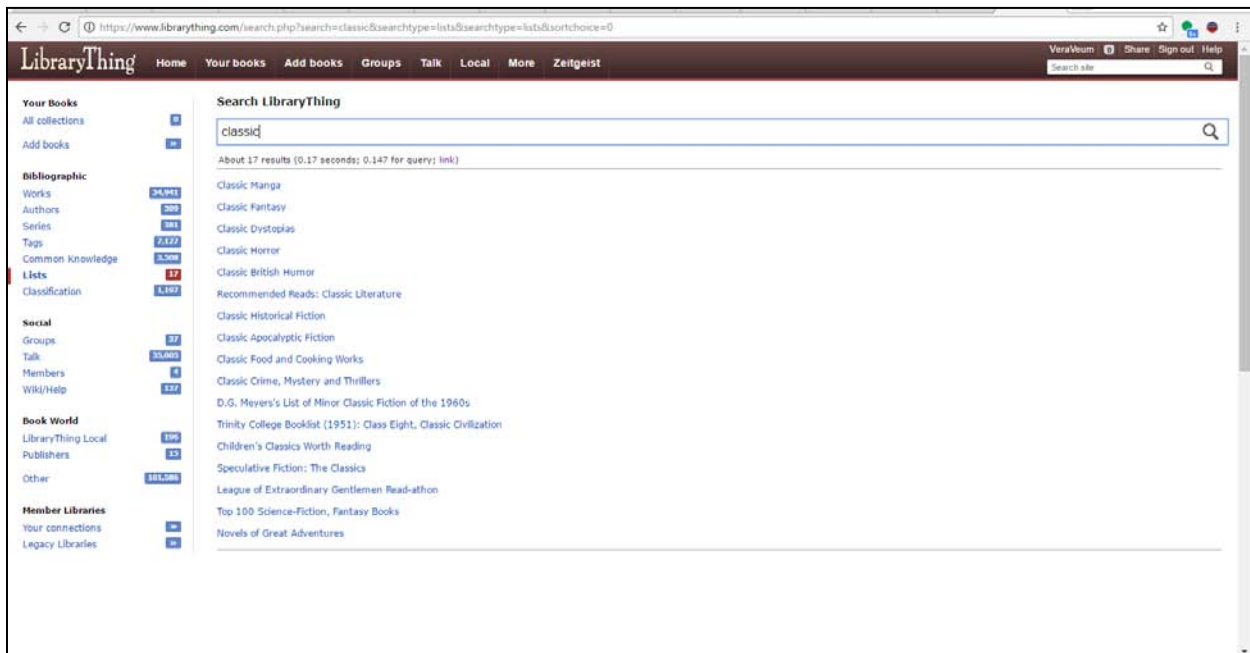 https://www.librarything.com/search.php?search=classic&searchtype=lists&searchtype=lists&sortchoice=0
LibraryThing Home Your books Add books Groups Talk Local More Zeitgeist
VeraVeum 0 Share Sign out Help
Search site
Your Books
All collections 0
Add books
Bibliographic
Works 34,941
Authors 309
Series 381
Tags 7,127
Common Knowledge 3,508
Lists 17
Classification 1,197
Social
Groups 37
Talk 35,005
Members 4
Wiki/Help 137
Book World
LibraryThing Local 196
Publishers 15
Other 101,086
Member Libraries
Your connections
Legacy Libraries
Search LibraryThing
classic
About 17 results (0.17 seconds; 0.147 for query; link)
Classic Manga
Classic Fantasy
Classic Dystopias
Classic Horror
Classic British Humor
Recommended Reads: Classic Literature
Classic Historical Fiction
Classic Apocalyptic Fiction
Classic Food and Cooking Works
Classic Crime, Mystery and Thrillers
D.G. Meyers's List of Minor Classic Fiction of the 1960s
Trinity College Booklist (1951): Class Eight, Classic Civilization
Children's Classics Worth Reading
Speculative Fiction: The Classics
League of Extraordinary Gentlemen Read-athon
Top 100 Science-Fiction, Fantasy Books
Novels of Great Adventures